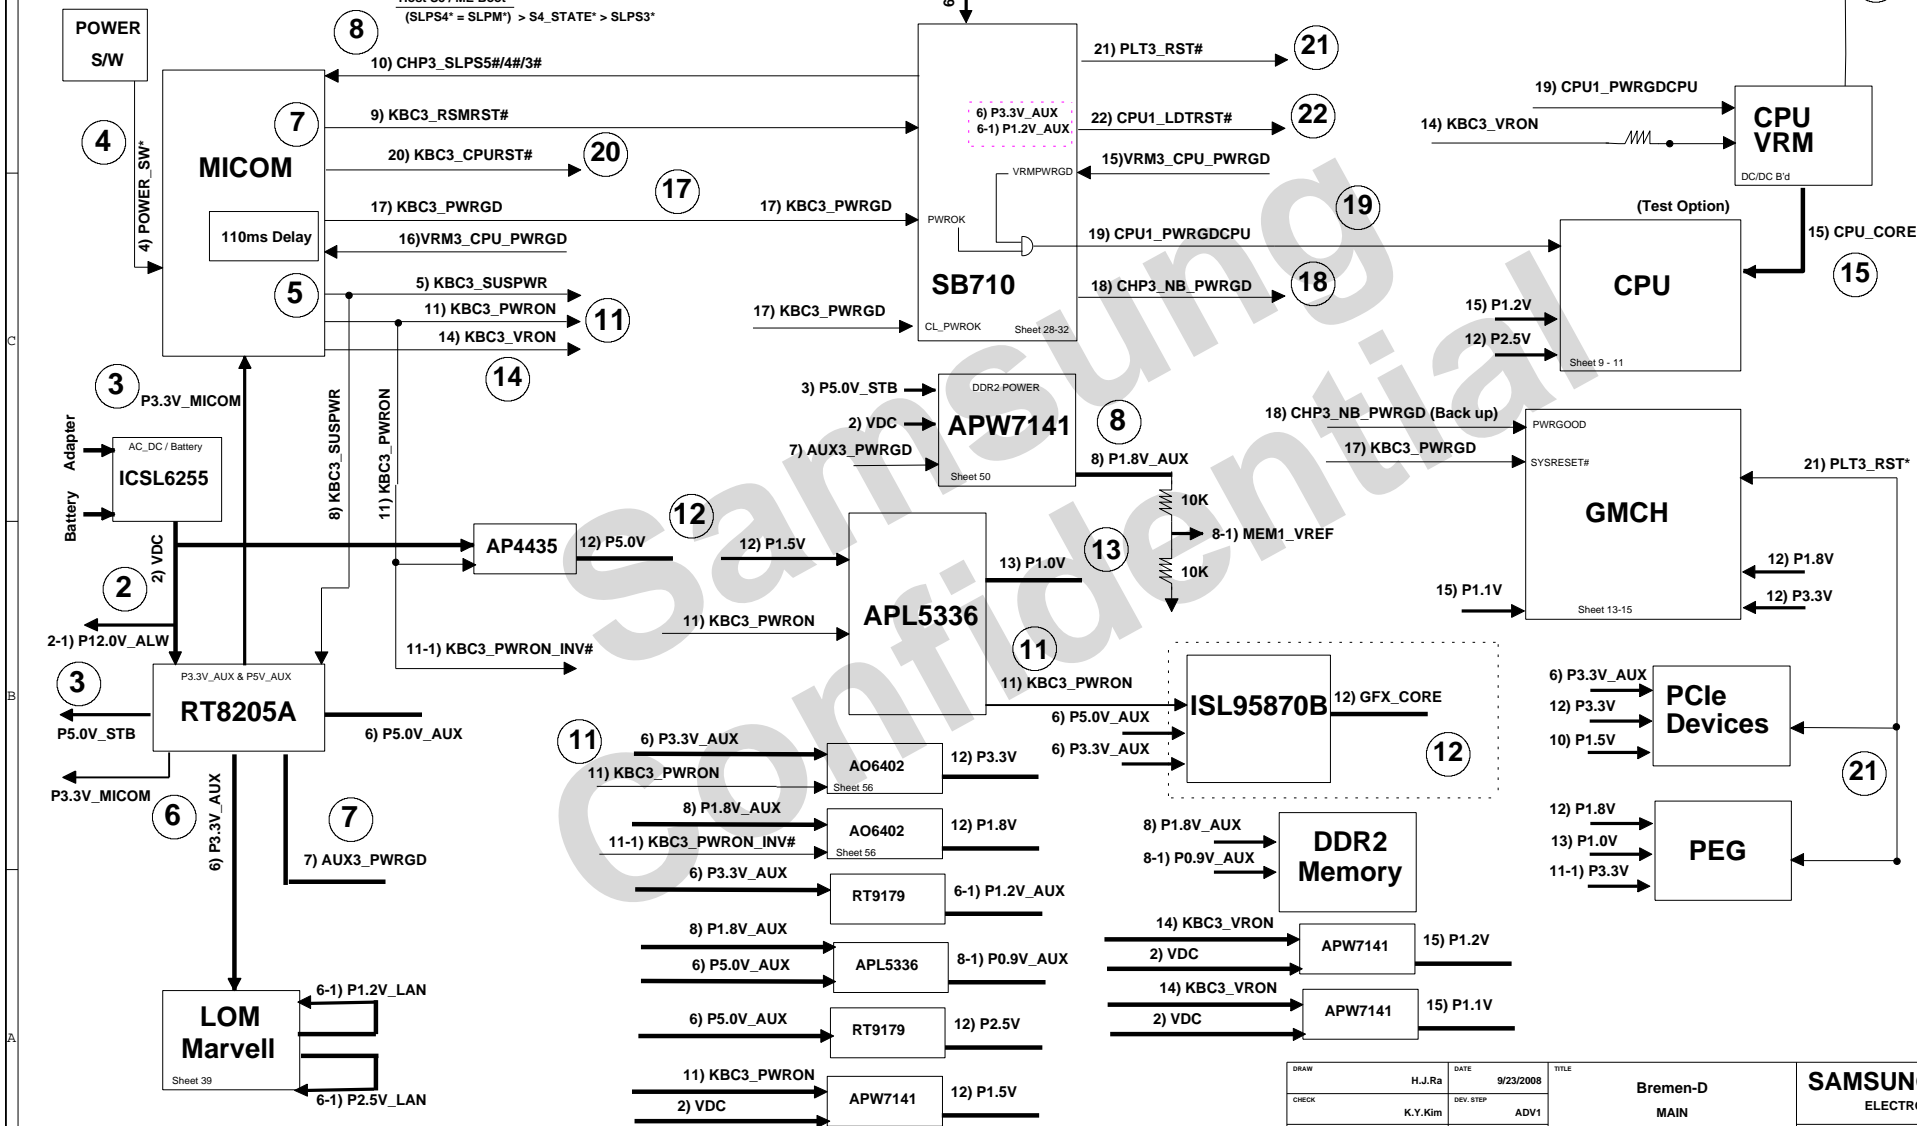 (SLPS4* = SLPM*) > S4_STATE* > SLPS3*
POWER
S/W
8
4
4) POWER_SW*
MICOM
7
110ms Delay
5
10) CHP3_SLPS5#/4#/3#
9) KBC3_RSMRST#
20) KBC3_CPURST#
20
17
17) KBC3_PWRGD
17) KBC3_PWRGD
16)VRM3_CPU_PWRGD
5) KBC3_SUSPWR
11) KBC3_PWRON
11
14) KBC3_VRON
14
6) P3.3V_AUX
6-1) P1.2V_AUX
VRMPWRGD
PWROK
SB710
CL_PWROK
Sheet 28-32
17) KBC3_PWRGD
21) PLT3_RST#
21
22) CPU1_LDTRST#
22
15)VRM3_CPU_PWRGD
19
19) CPU1_PWRGDCPU
18) CHP3_NB_PWRGD
18
19) CPU1_PWRGDCPU
14) KBC3_VRON
CPU
VRM
DC/DC B'd
(Test Option)
15) CPU_CORE
15
CPU
Sheet 9 - 11
15) P1.2V
12) P2.5V
C
3
P3.3V_MICOM
Adapter
Battery
AC_DC / Battery
ICSL6255
2) VDC
2
2-1) P12.0V_ALW
8) KBC3_SUSPWR
11) KBC3_PWRON
AP4435
12) P5.0V
12
11-1) KBC3_PWRON_INV#
3) P5.0V_STB
2) VDC
7) AUX3_PWRGD
DDR2 POWER
APW7141
Sheet 50
8
8) P1.8V_AUX
10K
8-1) MEM1_VREF
10K
12) P1.5V
11) KBC3_PWRON
APL5336
13) P1.0V
13
11
11) KBC3_PWRON
18) CHP3_NB_PWRGD (Back up)
17) KBC3_PWRGD
PWRGOOD
SYSRESET#
GMCH
Sheet 13-15
21) PLT3_RST*
12) P1.8V
12) P3.3V
15) P1.1V
B
3
P5.0V_STB
P3.3V_AUX & P5V_AUX
RT8205A
6) P5.0V_AUX
P3.3V_MICOM
6
6) P3.3V_AUX
7
7) AUX3_PWRGD
11
6) P3.3V_AUX
11) KBC3_PWRON
AO6402
Sheet 56
12) P3.3V
8) P1.8V_AUX
11-1) KBC3_PWRON_INV#
AO6402
Sheet 56
12) P1.8V
6) P3.3V_AUX
RT9179
6-1) P1.2V_AUX
8) P1.8V_AUX
6) P5.0V_AUX
APL5336
8-1) P0.9V_AUX
6) P5.0V_AUX
RT9179
12) P2.5V
11) KBC3_PWRON
2) VDC
APW7141
12) P1.5V
6) P5.0V_AUX
6) P3.3V_AUX
ISL95870B
12) GFX_CORE
12
8) P1.8V_AUX
8-1) P0.9V_AUX
DDR2
Memory
14) KBC3_VRON
2) VDC
APW7141
15) P1.2V
14) KBC3_VRON
2) VDC
APW7141
15) P1.1V
6) P3.3V_AUX
12) P3.3V
10) P1.5V
PCIe
Devices
21
12) P1.8V
13) P1.0V
11-1) P3.3V
PEG
A
LOM
Marvell
Sheet 39
6-1) P1.2V_LAN
6-1) P2.5V_LAN
DRAW
H.J.Ra
DATE
9/23/2008
TITLE
Bremen-D
MAIN
CHECK
K.Y.Kim
DEV. STEP
ADV1
Samsung
Confidential